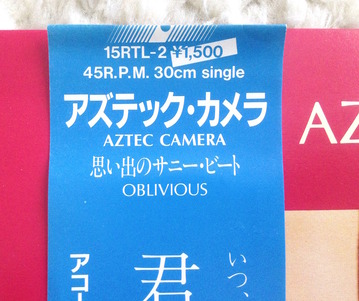 15RTL-2 ¥1,500
45R.P.M. 30cm single
アズテック・カメラ
AZTEC CAMERA
思い出のサニー・ビート
OBLIVIOUS
AZ
いつ、
君
アコー